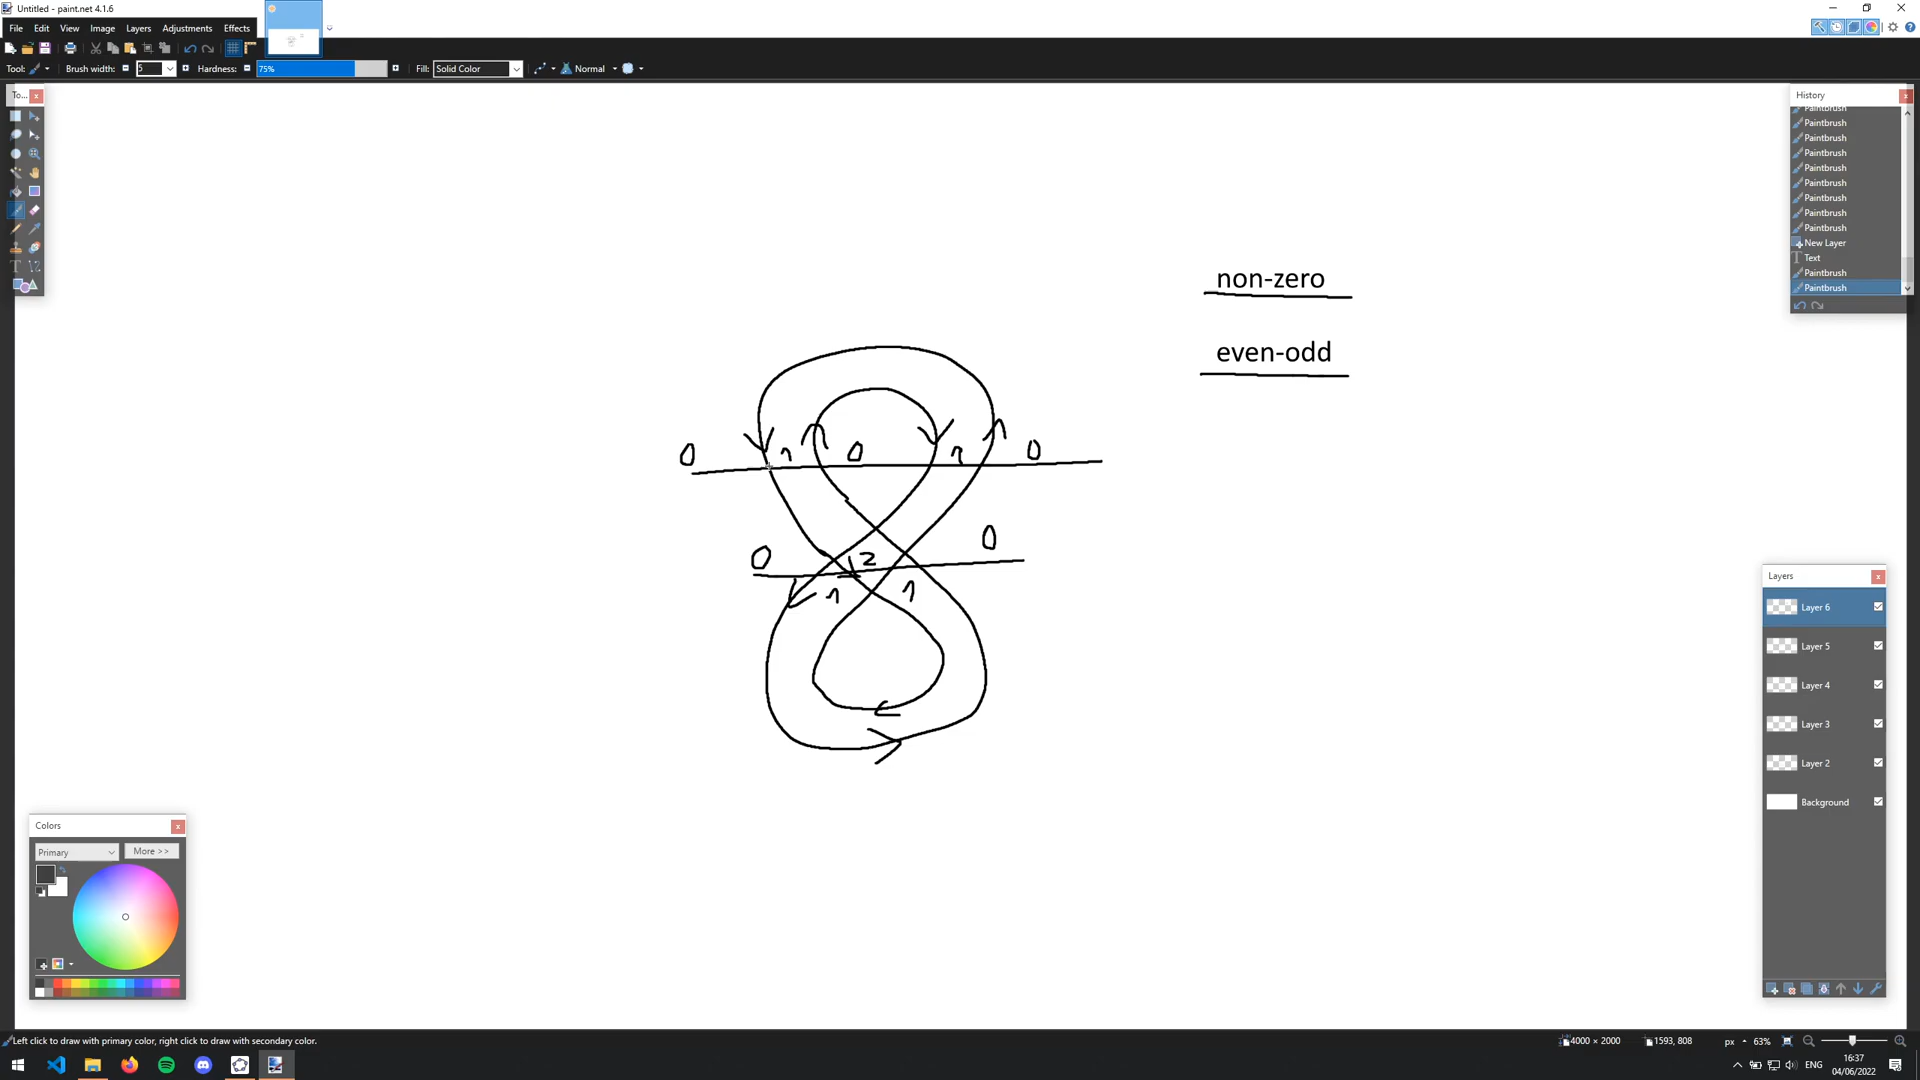 Untitled - paint.net 4.1.6
File Edit View Image Layers Adjustments Effects
Tool: Brush width: 5 Hardness: 75% Fill: Solid Color Normal
To...
History
Paintbrush
Paintbrush
Paintbrush
Paintbrush
Paintbrush
Paintbrush
Paintbrush
Paintbrush
Paintbrush
New Layer
Text
Paintbrush
Paintbrush
non-zero
even-odd
0 1 0 1 0
0 1 2 1 0
Layers
Layer 6
Layer 5
Layer 4
Layer 3
Layer 2
Background
Colors
Primary More >>
Left click to draw with primary color, right click to draw with secondary color.
4000 × 2000 1593, 808 px 63%
ENG
16:37
04/06/2022